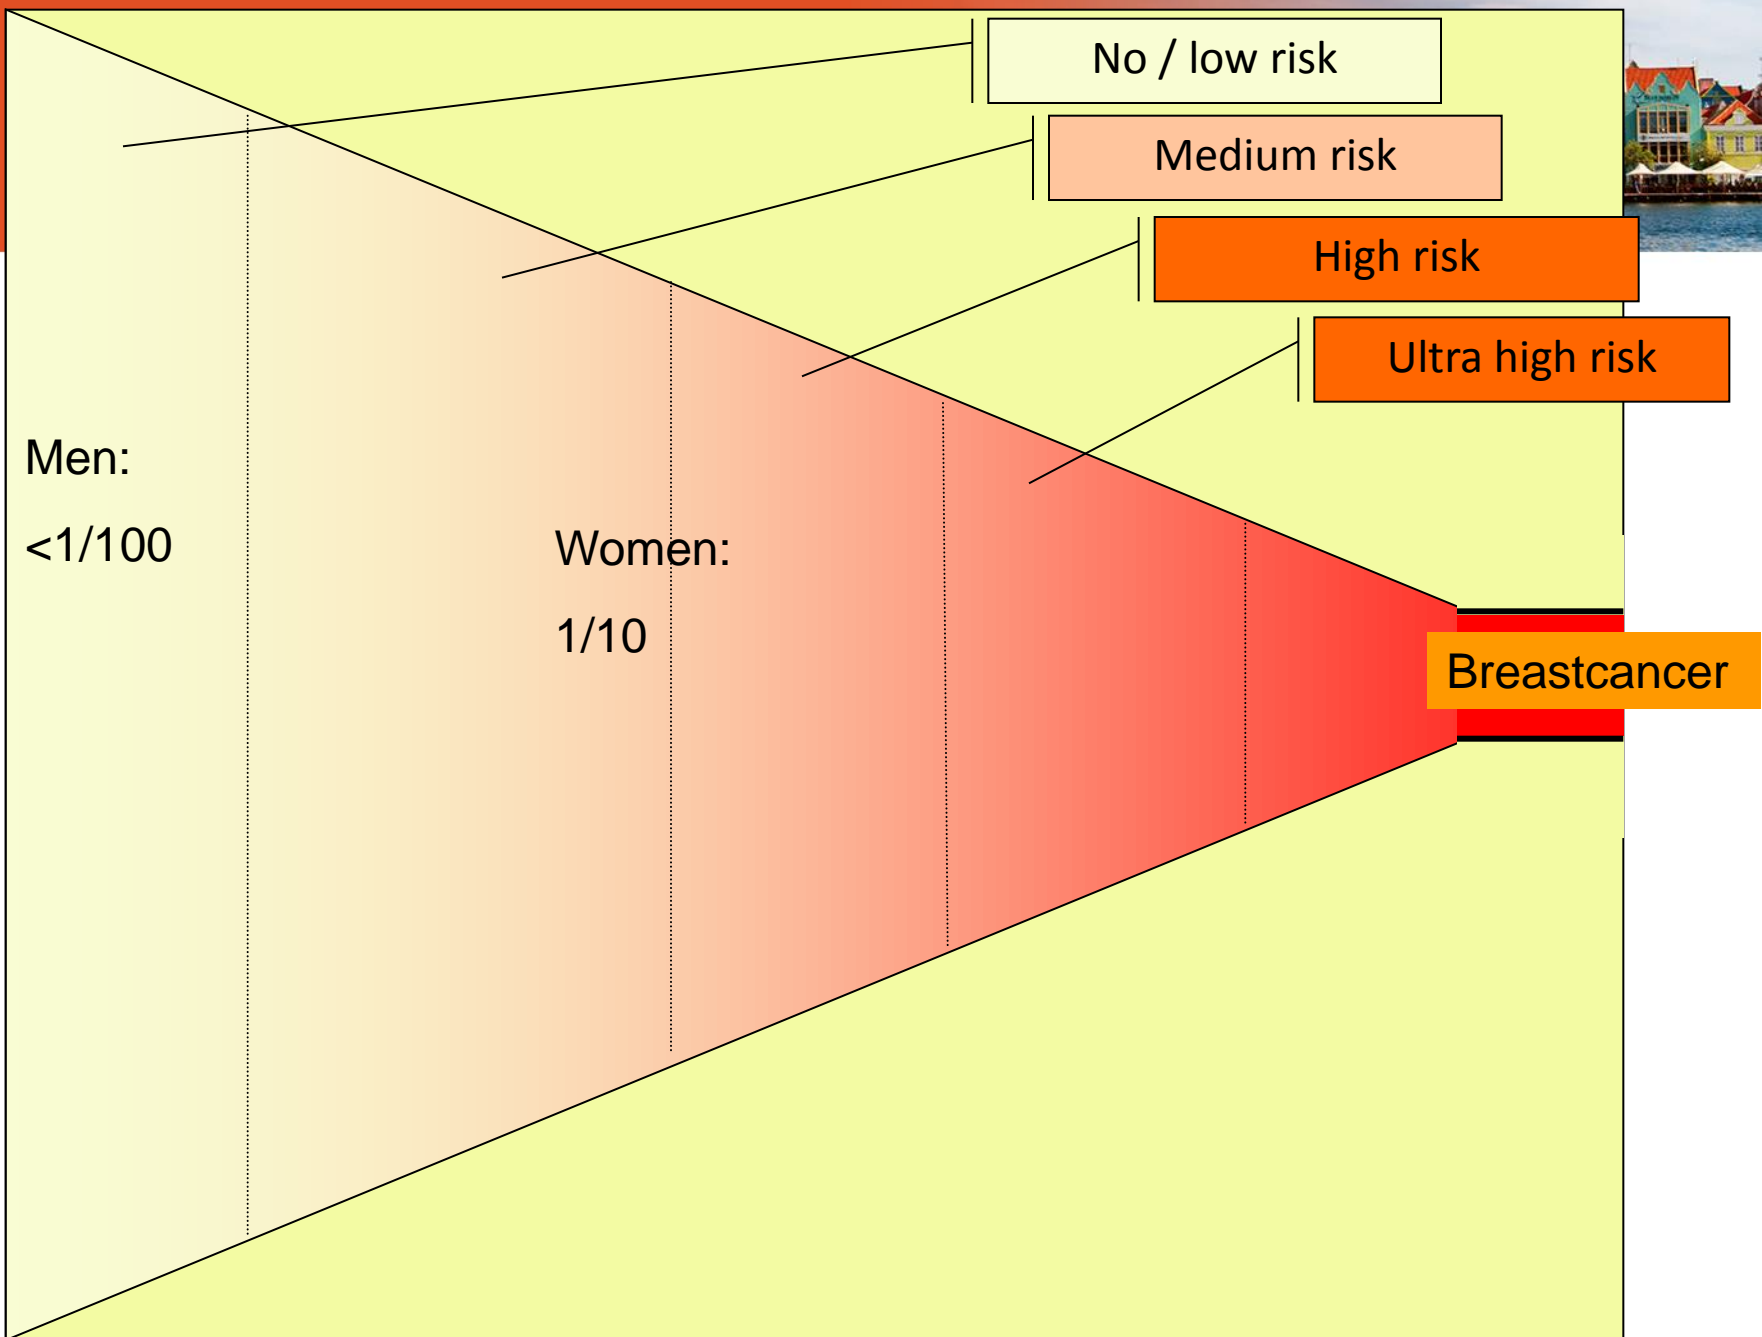 No / low risk
Medium risk
High risk
Ultra high risk
Men:
<1/100
Women:
1/10
Breastcancer